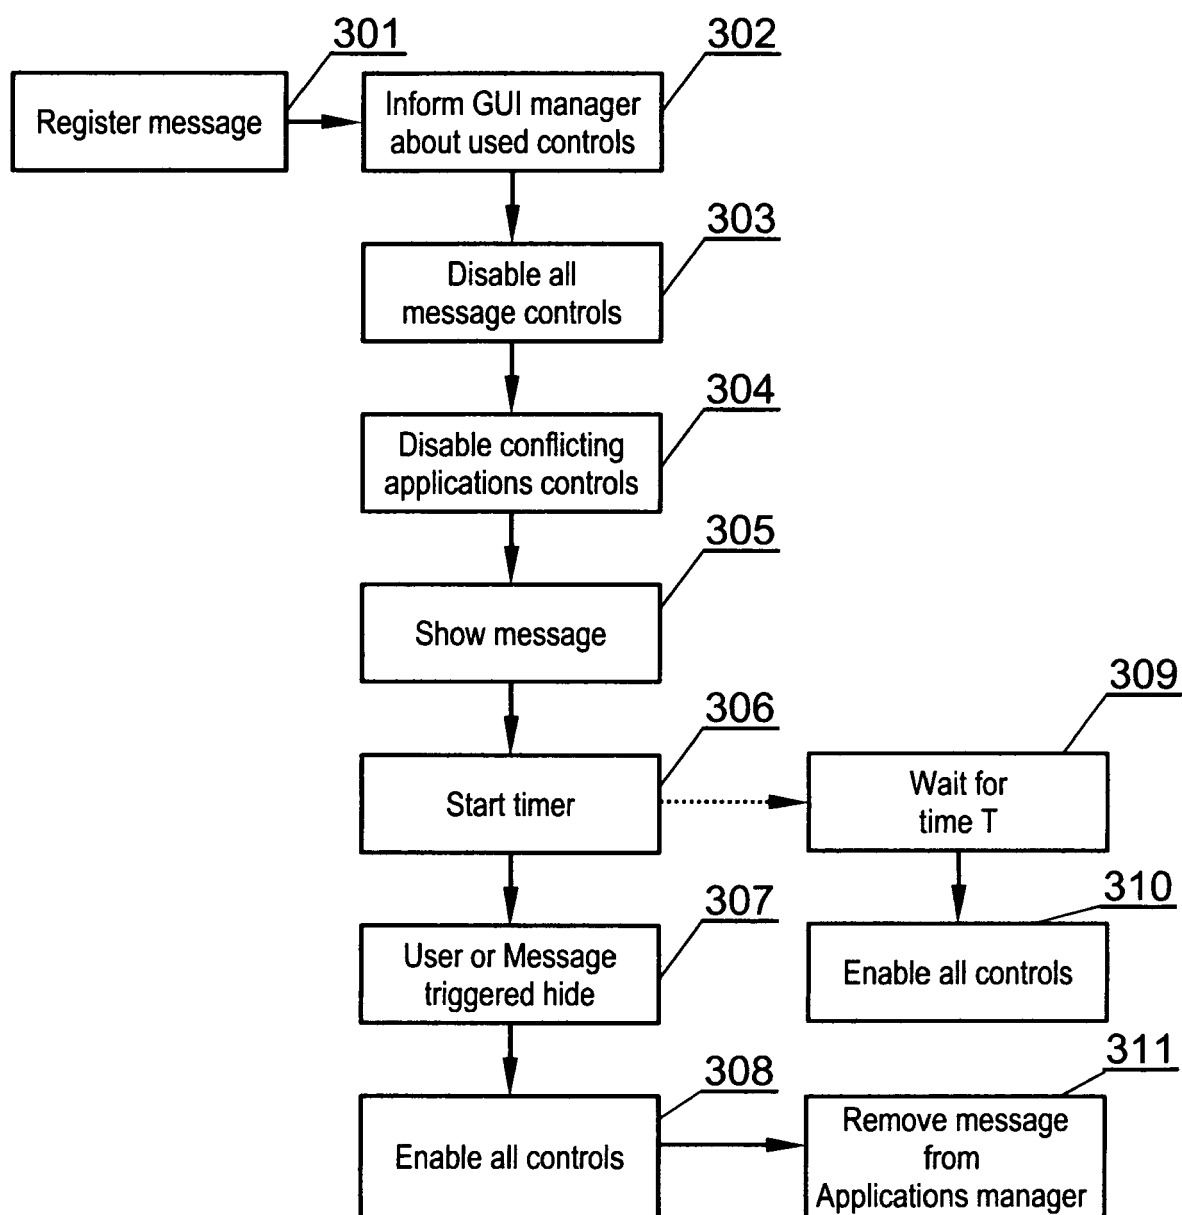 301
Register message
302
Inform GUI manager
about used controls
303
Disable all
message controls
304
Disable conflicting
applications controls
305
Show message
306
Start timer
309
Wait for
time T
307
User or Message
triggered hide
310
Enable all controls
308
Enable all controls
311
Remove message
from
Applications manager